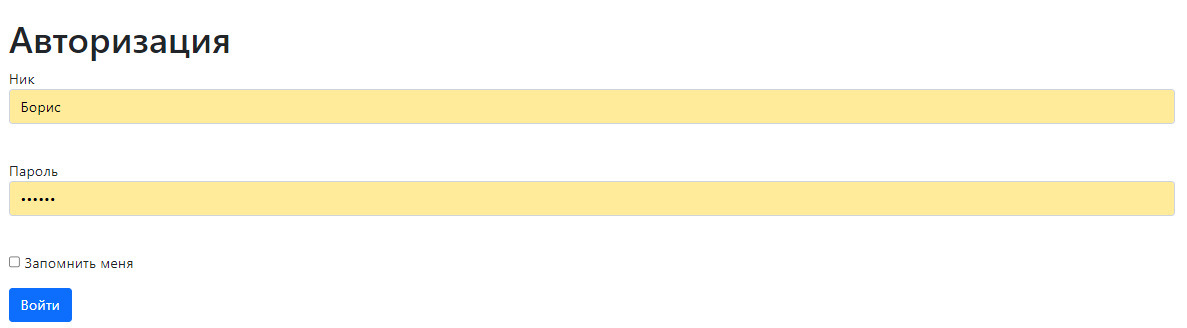 Авторизация
Ник
Борис
Пароль
••••••
Запомнить меня
Войти